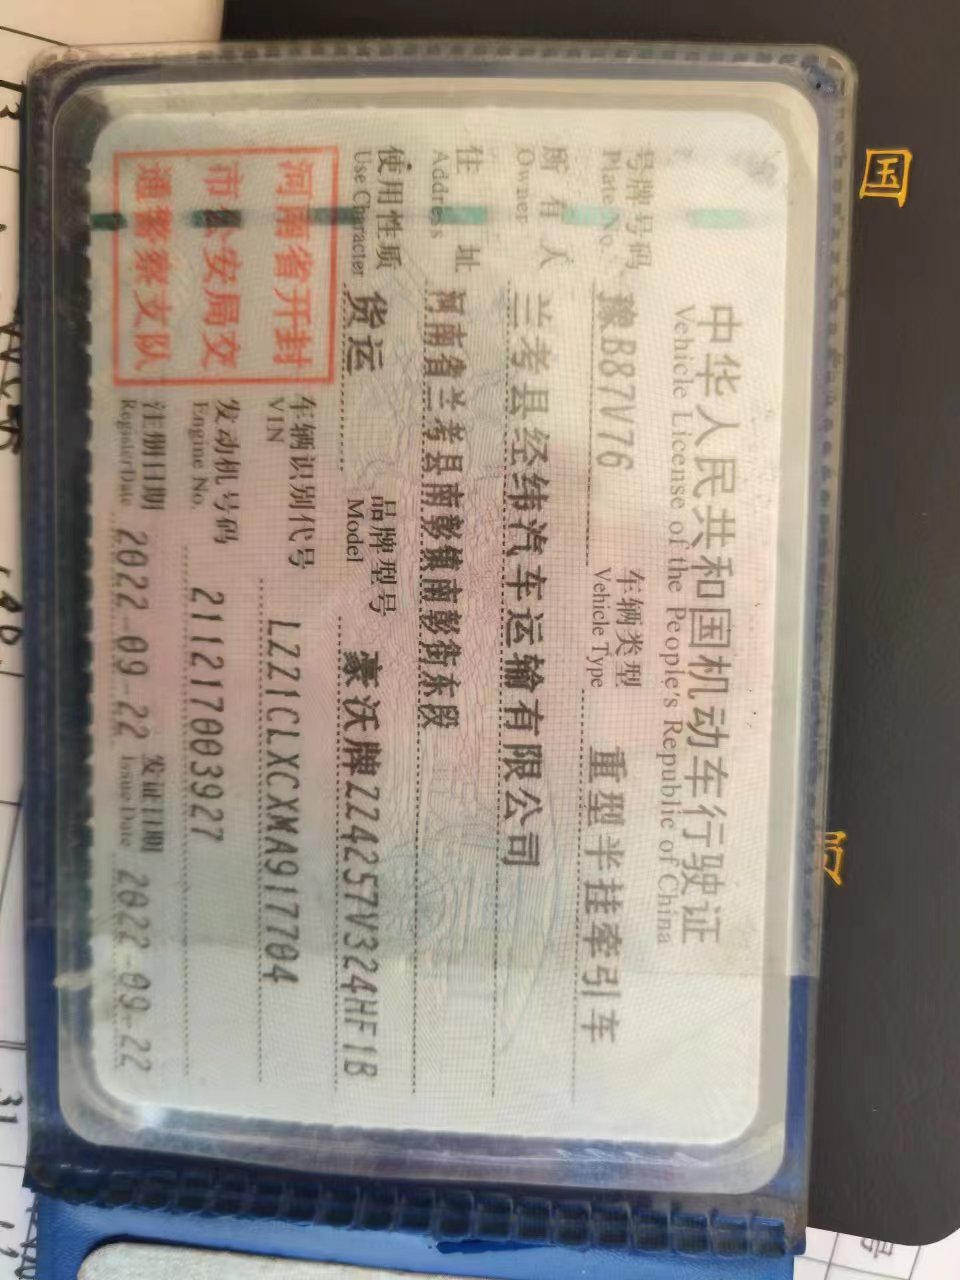 中华人民共和国机动车行驶证
Vehicle License of the People's Republic of China
号牌号码 豫B87V76 车辆类型 重型半挂牵引车
Plate No. Vehicle Type
所有人 兰考县经纬汽车运输有限公司
Owner
住址 河南省兰考县南彰镇南彰街东段
Address
使用性质 货运 品牌型号 豪沃牌ZZ4257V324HF1B
Use Character Model
河南省开封
市公安局交
通警察支队
车辆识别代号 LZZ1CLXCXMA917704
VIN
发动机号码 211217003927
Engine No.
注册日期 2022-09-22 发证日期 2022-09-22
Register Date Issue Date
国
号
31